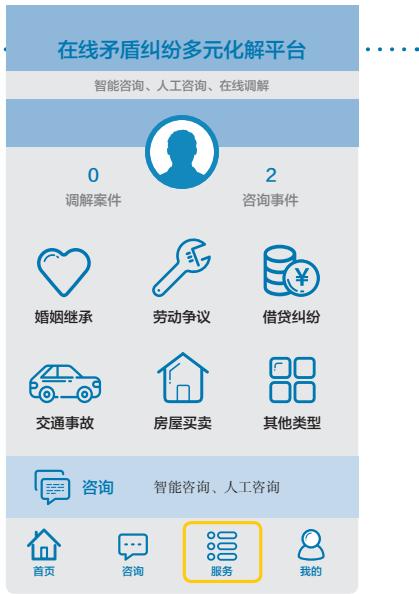 在线矛盾纠纷多元化解平台
智能咨询、人工咨询、在线调解
0 2
调解案件 咨询事件
¥
婚姻继承 劳动争议 借贷纠纷
交通事故 房屋买卖 其他类型
咨询 智能咨询、人工咨询
首页 咨询 服务 我的